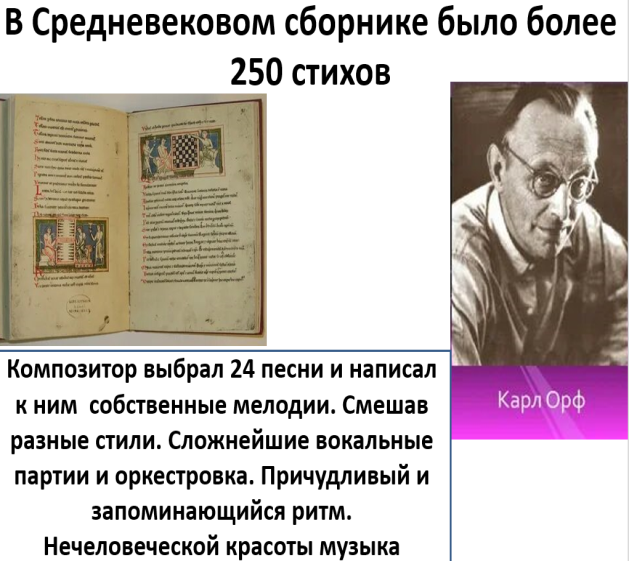 В Средневековом сборнике было более
250 стихов
Карл Орф
Композитор выбрал 24 песни и написал
к ним собственные мелодии. Смешав
разные стили. Сложнейшие вокальные
партии и оркестровка. Причудливый и
запоминающийся ритм.
Нечеловеческой красоты музыка